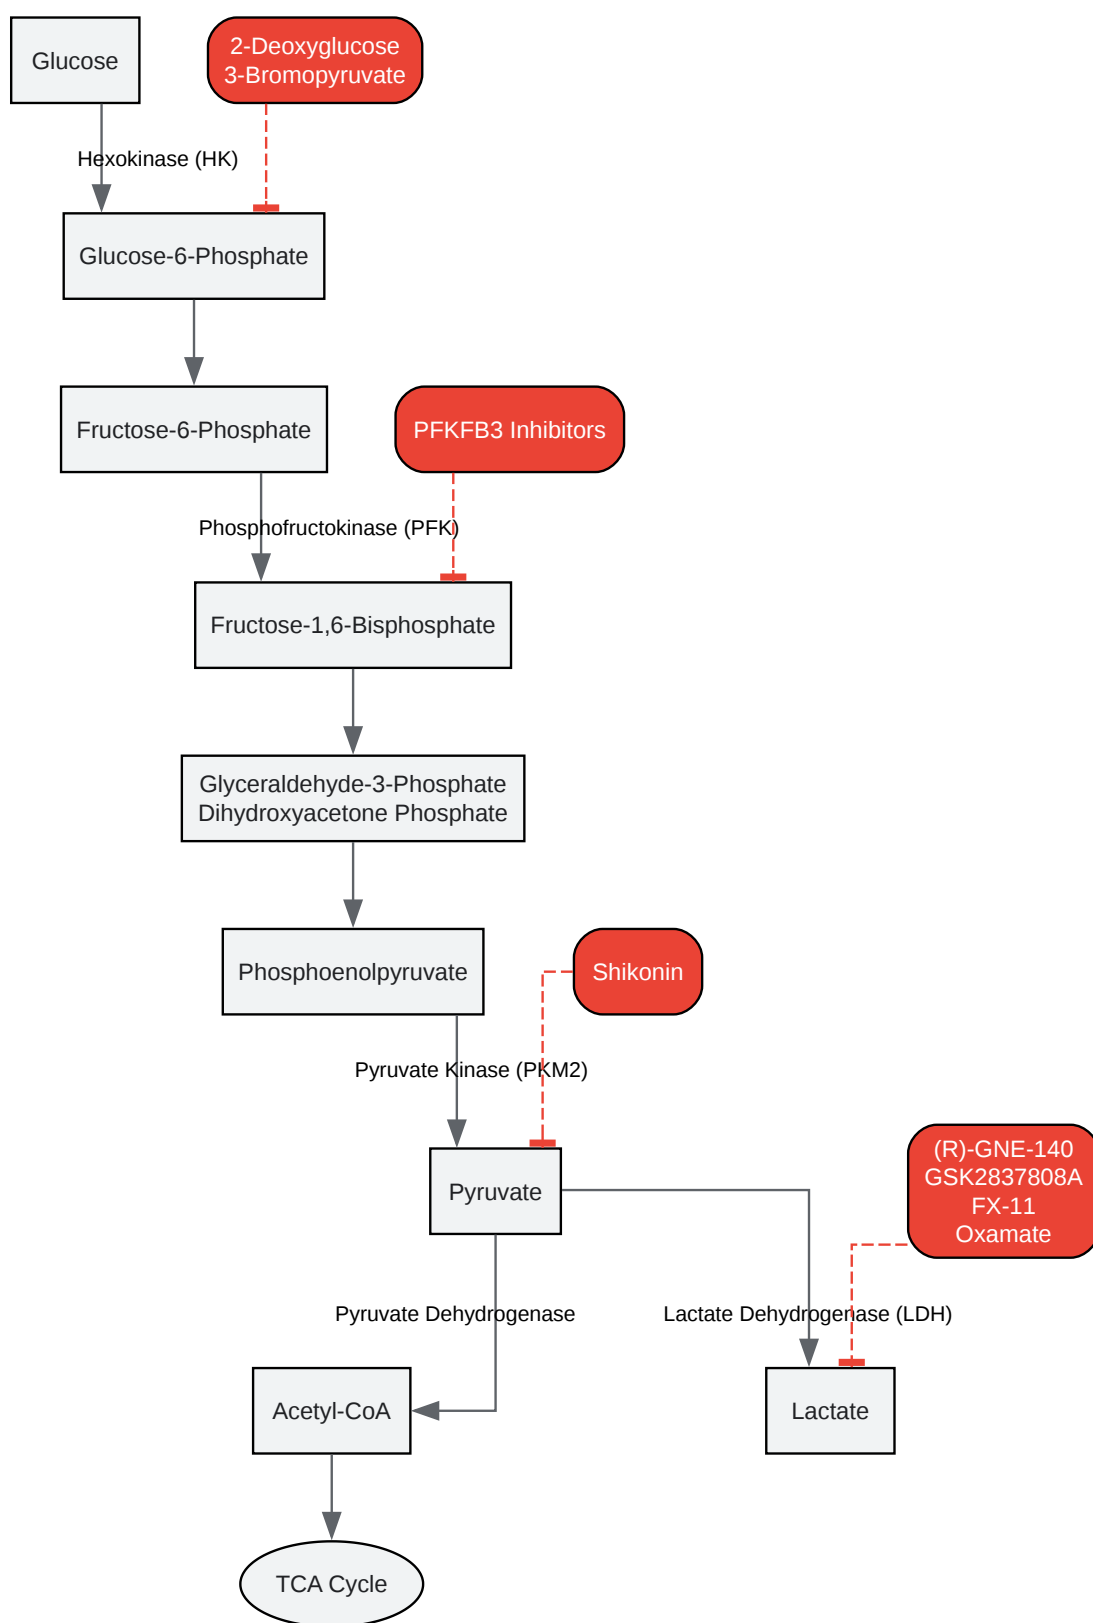 Glucose
2-Deoxyglucose
3-Bromopyruvate
Hexokinase (HK)
Glucose-6-Phosphate
Fructose-6-Phosphate
PFKFB3 Inhibitors
Phosphofructokinase (PFK)
Fructose-1,6-Bisphosphate
Glyceraldehyde-3-Phosphate
Dihydroxyacetone Phosphate
Phosphoenolpyruvate
Shikonin
Pyruvate Kinase (PKM2)
Pyruvate
(R)-GNE-140
GSK2837808A
FX-11
Oxamate
Pyruvate Dehydrogenase
Lactate Dehydrogenase (LDH)
Acetyl-CoA
Lactate
TCA Cycle